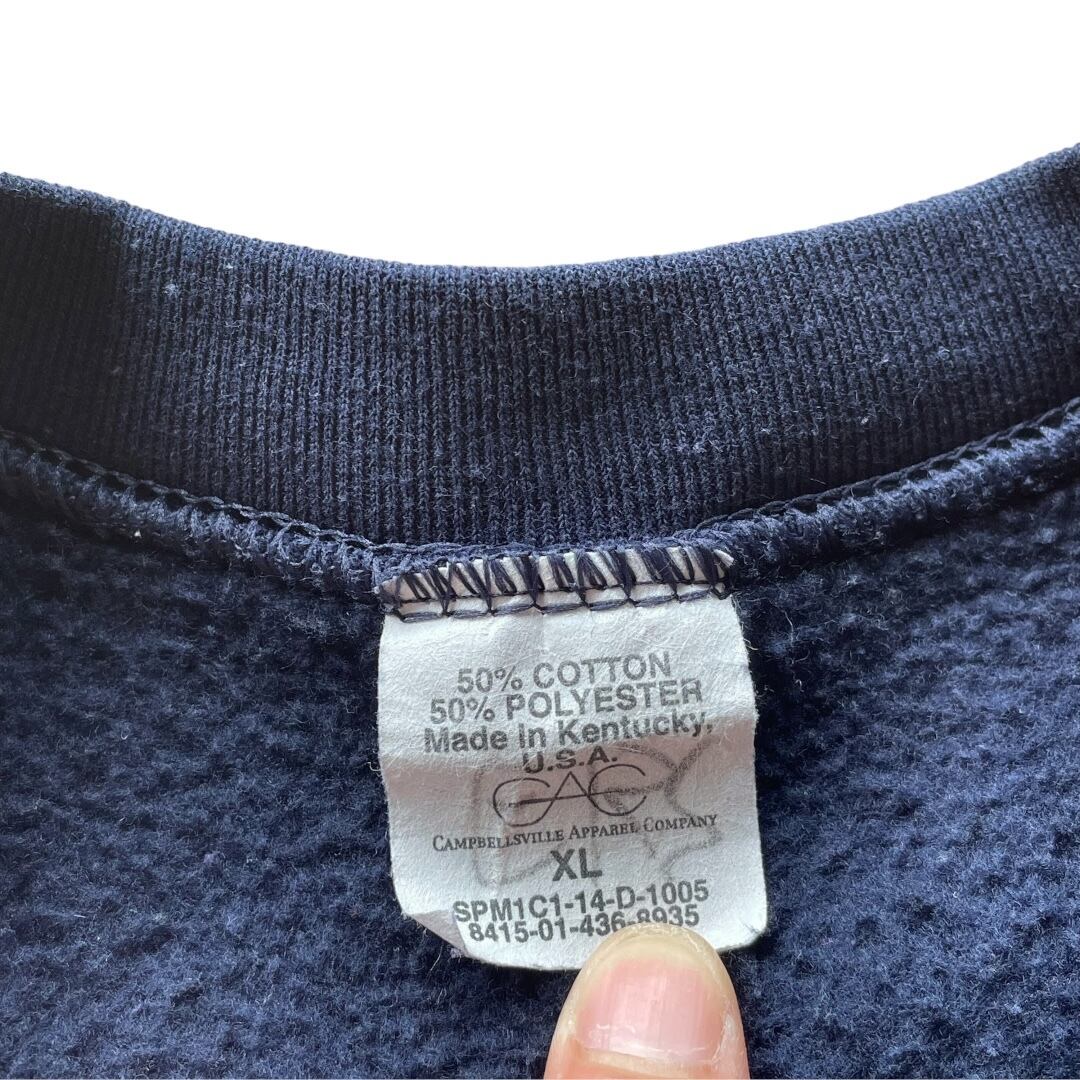 50% COTTON
50% POLYESTER
Made In Kentucky,
U.S.A.
CAC
CAMPBELLSVILLE APPAREL COMPANY
XL
SPM1C1-14-D-1005
8415-01-436-8935